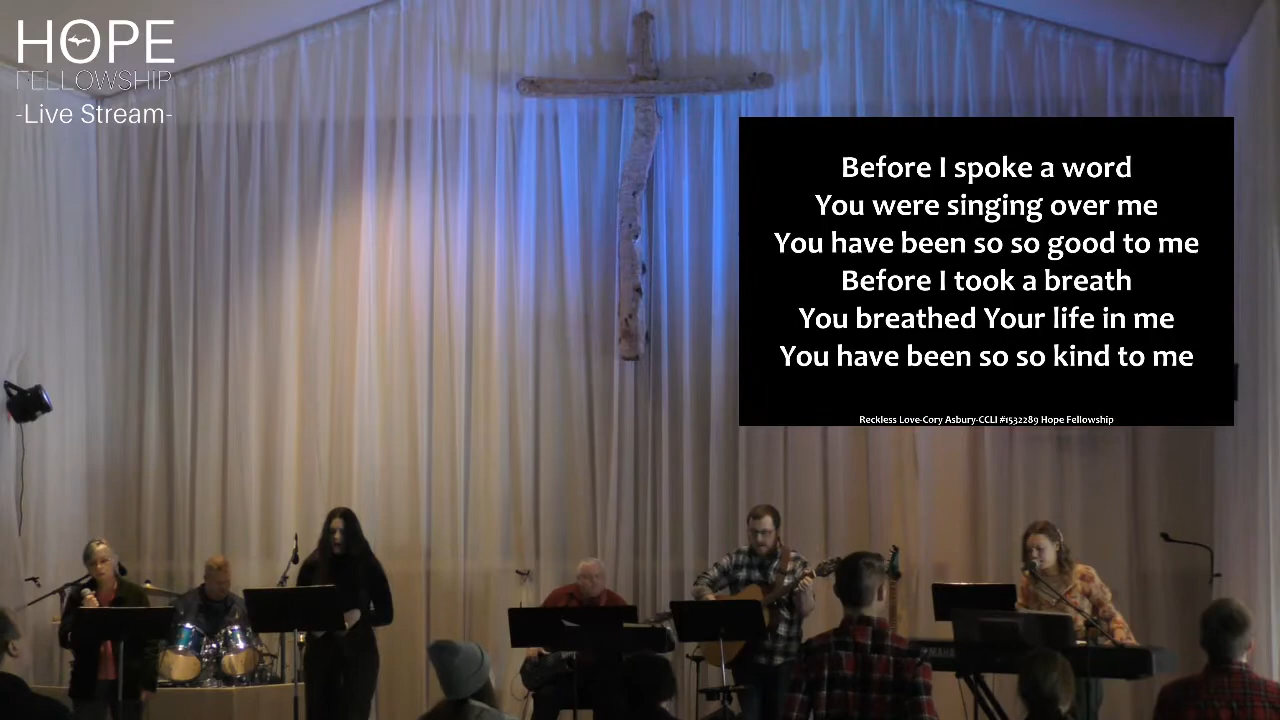 HOPE
FELLOWSHIP
-Live Stream-
Before I spoke a word
You were singing over me
You have been so so good to me
Before I took a breath
You breathed Your life in me
You have been so so kind to me
Reckless Love-Cory Asbury-CCLI #1532289 Hope Fellowship